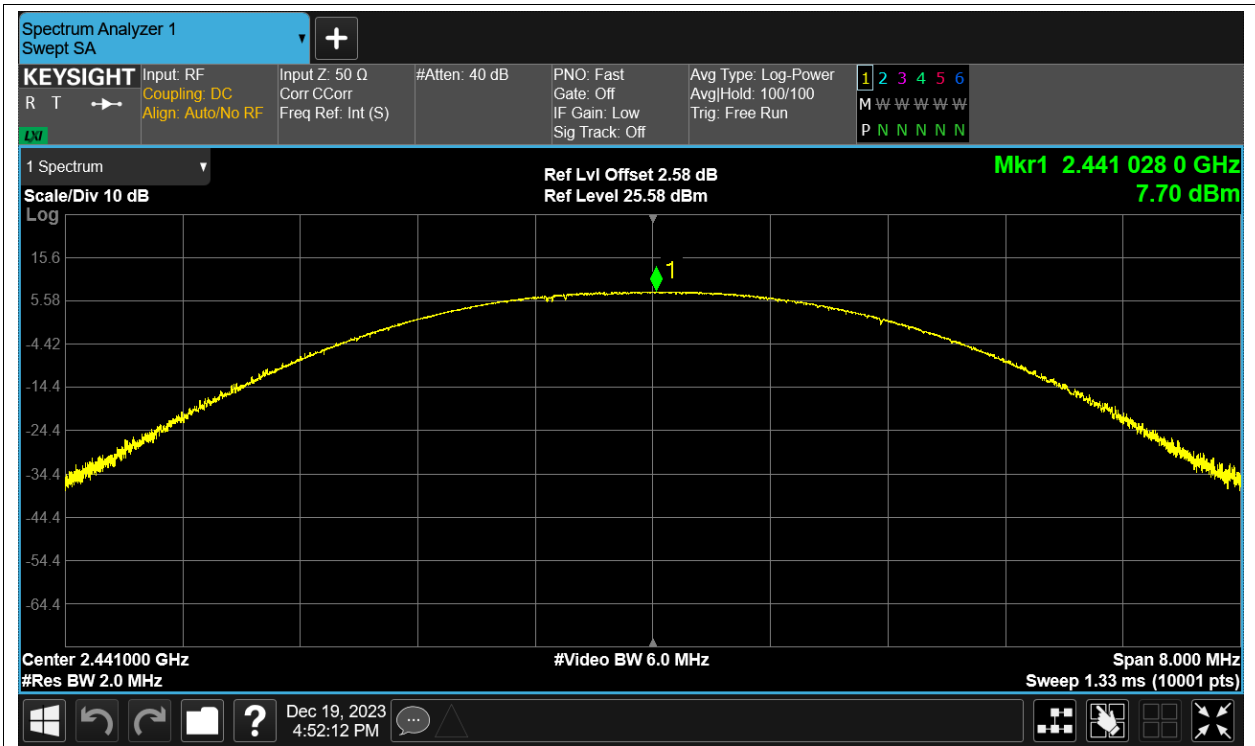 Spectrum Analyzer 1
Swept SA
+
KEYSIGHT
R T
LXI
Input: RF
Coupling: DC
Align: Auto/No RF
Input Z: 50 Ω
Corr CCorr
Freq Ref: Int (S)
#Atten: 40 dB
PNO: Fast
Gate: Off
IF Gain: Low
Sig Track: Off
Avg Type: Log-Power
Avg|Hold: 100/100
Trig: Free Run
1 2 3 4 5 6
M W W W W W
P N N N N N
1 Spectrum
Scale/Div 10 dB
Log
Ref Lvl Offset 2.58 dB
Ref Level 25.58 dBm
Mkr1 2.441 028 0 GHz
7.70 dBm
1
15.6
5.58
-4.42
-14.4
-24.4
-34.4
-44.4
-54.4
-64.4
Center 2.441000 GHz
#Res BW 2.0 MHz
#Video BW 6.0 MHz
Span 8.000 MHz
Sweep 1.33 ms (10001 pts)
?
Dec 19, 2023
4:52:12 PM